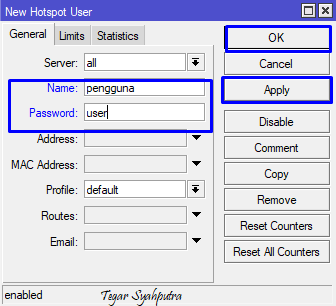 New Hotspot User
General Limits Statistics
Server: all
Name: pengguna
Password: user
Address:
MAC Address:
Profile: default
Routes:
Email:
OK
Cancel
Apply
Disable
Comment
Copy
Remove
Reset Counters
Reset All Counters
enabled
Tegar Syahputra